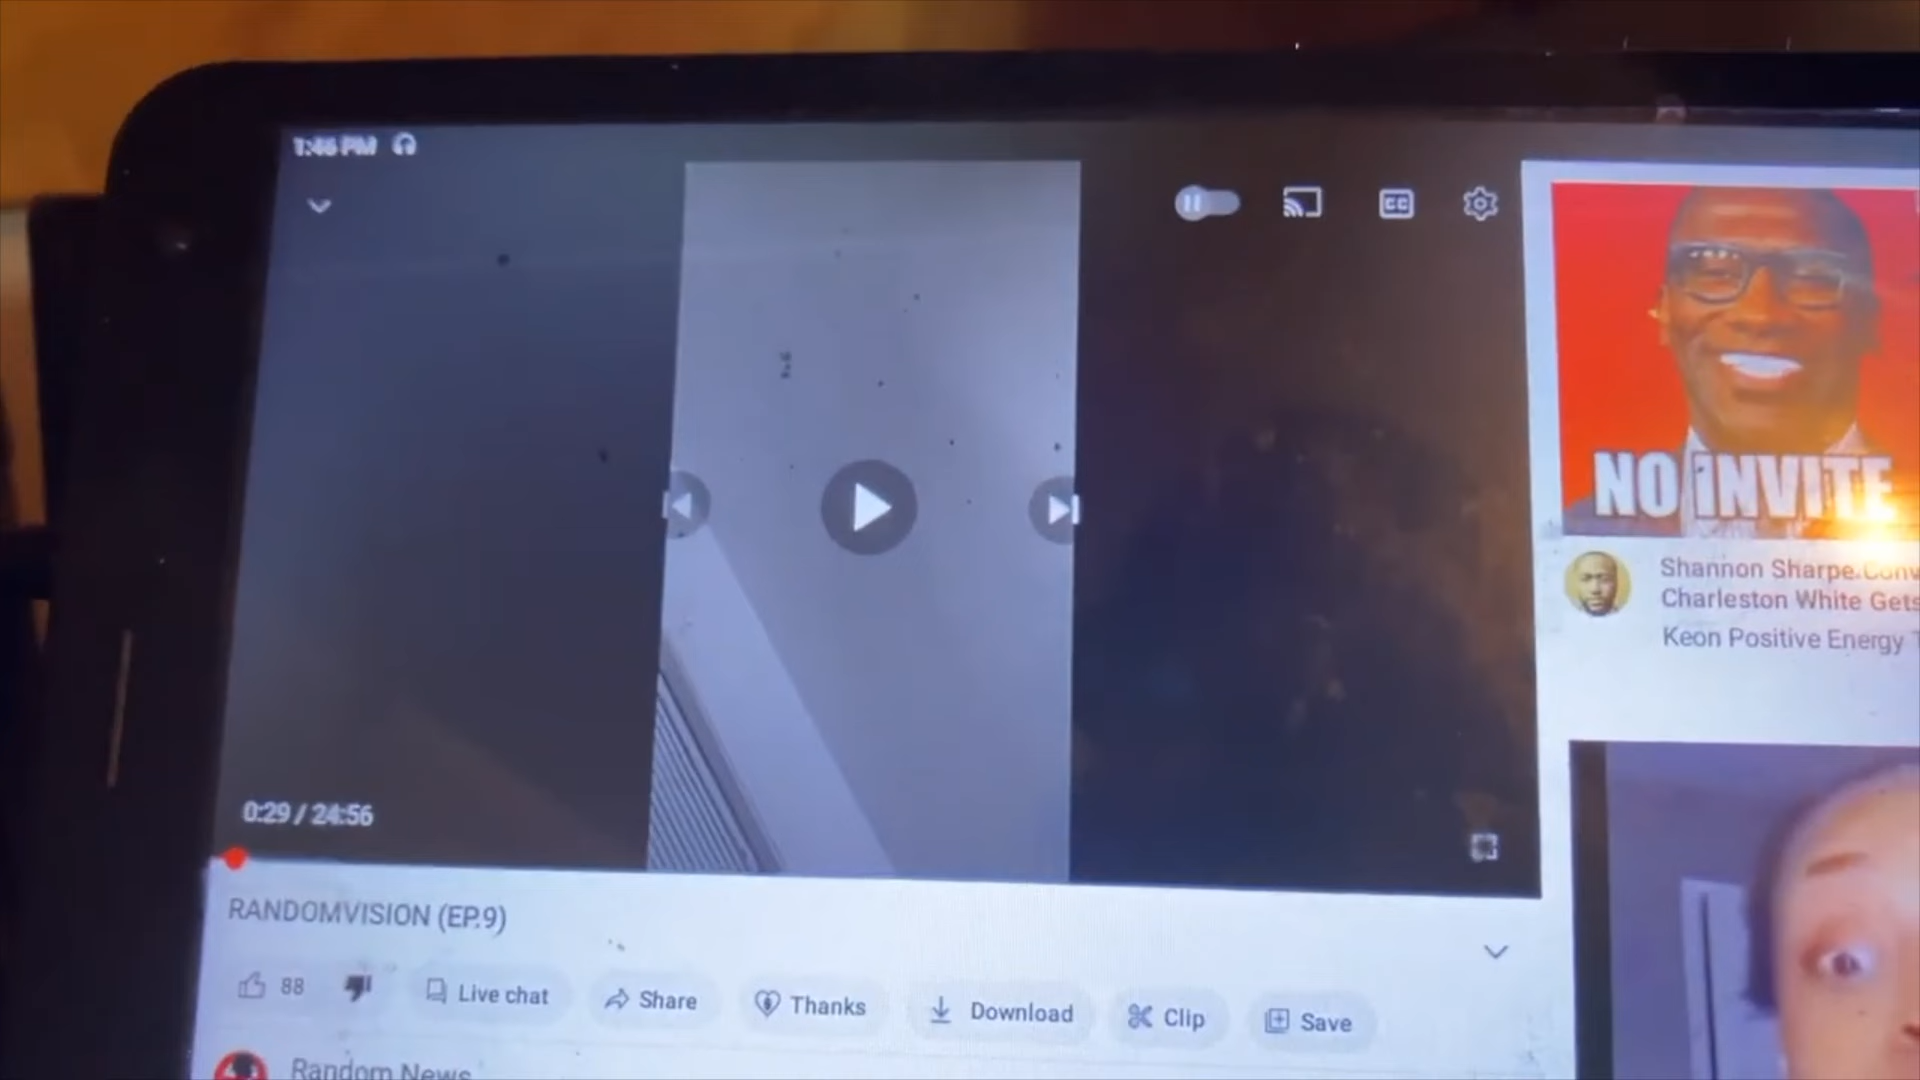 1:46 PM
CC
NO INVITE
Shannon Sharpe
Charleston White Gets
Keon Positive Energy
0:29 / 24:56
RANDOMVISION (EP.9)
88
Live chat
Share
Thanks
Download
Clip
Save
Random News